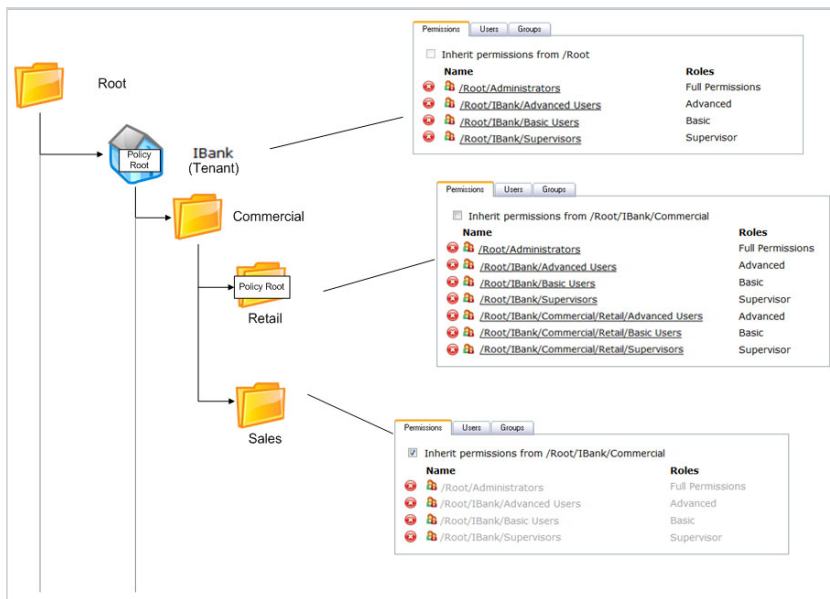 Root
Policy
Root
IBank
(Tenant)
Commercial
Policy Root
Retail
Sales
Permissions Users Groups
Inherit permissions from /Root
Name Roles
/Root/Administrators Full Permissions
/Root/IBank/Advanced Users Advanced
/Root/IBank/Basic Users Basic
/Root/IBank/Supervisors Supervisor
Permissions Users Groups
Inherit permissions from /Root/IBank/Commercial
Name Roles
/Root/Administrators Full Permissions
/Root/IBank/Advanced Users Advanced
/Root/IBank/Basic Users Basic
/Root/IBank/Supervisors Supervisor
/Root/IBank/Commercial/Retail/Advanced Users Advanced
/Root/IBank/Commercial/Retail/Basic Users Basic
/Root/IBank/Commercial/Retail/Supervisors Supervisor
Permissions Users Groups
Inherit permissions from /Root/IBank/Commercial
Name Roles
/Root/Administrators Full Permissions
/Root/IBank/Advanced Users Advanced
/Root/IBank/Basic Users Basic
/Root/IBank/Supervisors Supervisor